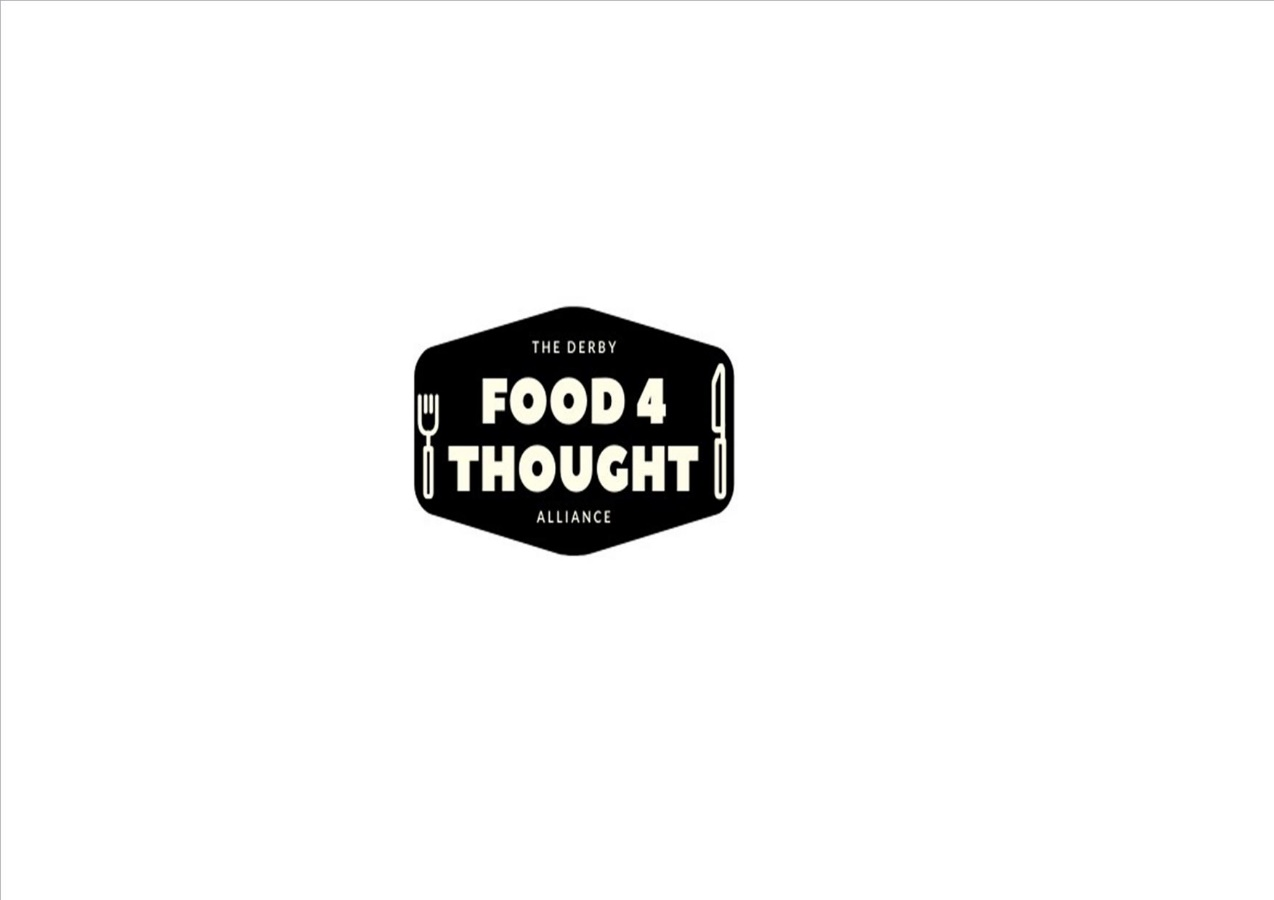 THE DERBY
FOOD 4
THOUGHT
ALLIANCE